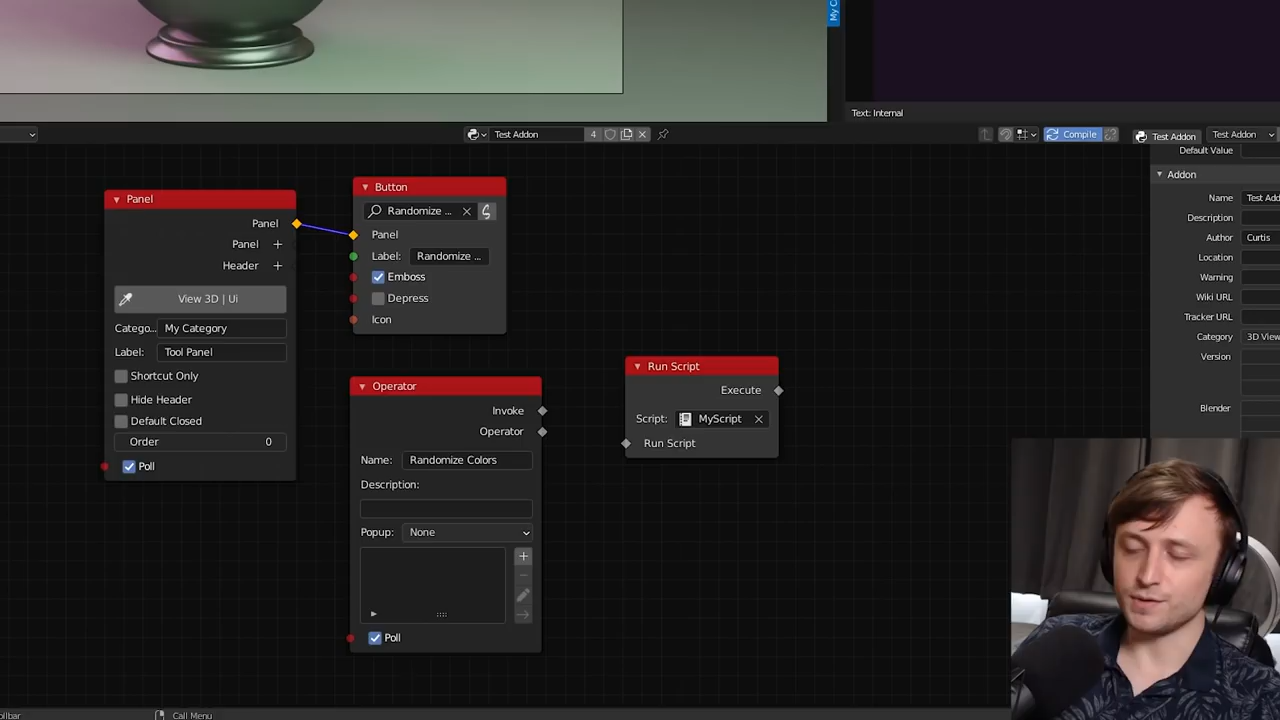 My C
Text: Internal
Test Addon 4 Compile Test Addon Test Addon
Default Value
Addon
Name Test Add
Description
Author Curtis
Location
Warning
Wiki URL
Tracker URL
Category 3D View
Version
Blender
Panel
Panel
Panel
Header
View 3D | Ui
Catego... My Category
Label: Tool Panel
Shortcut Only
Hide Header
Default Closed
Order 0
Poll
Button
Randomize ...
Panel
Label: Randomize ...
Emboss
Depress
Icon
Operator
Invoke
Operator
Name: Randomize Colors
Description:
Popup: None
Poll
Run Script
Execute
Script: MyScript
Run Script
ollbar Call Menu